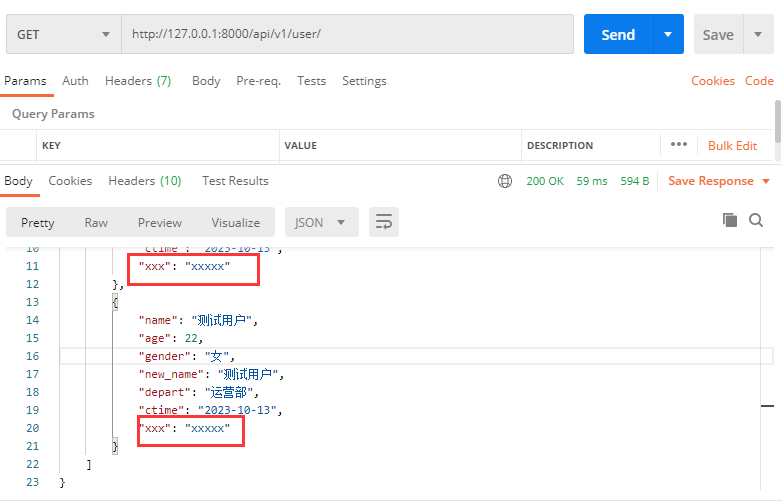 GET http://127.0.0.1:8000/api/v1/user/ Send Save
Params Auth Headers (7) Body Pre-req. Tests Settings Cookies Code
Query Params
KEY VALUE DESCRIPTION ••• Bulk Edit
Body Cookies Headers (10) Test Results 200 OK 59 ms 594 B Save Response
Pretty Raw Preview Visualize JSON
10 "ctime": "2023-10-13",
11 "xxx": "xxxxx"
12 },
13 {
14 "name": "测试用户",
15 "age": 22,
16 "gender": "女",
17 "new_name": "测试用户",
18 "depart": "运营部",
19 "ctime": "2023-10-13",
20 "xxx": "xxxxx"
21 }
22 ]
23 }